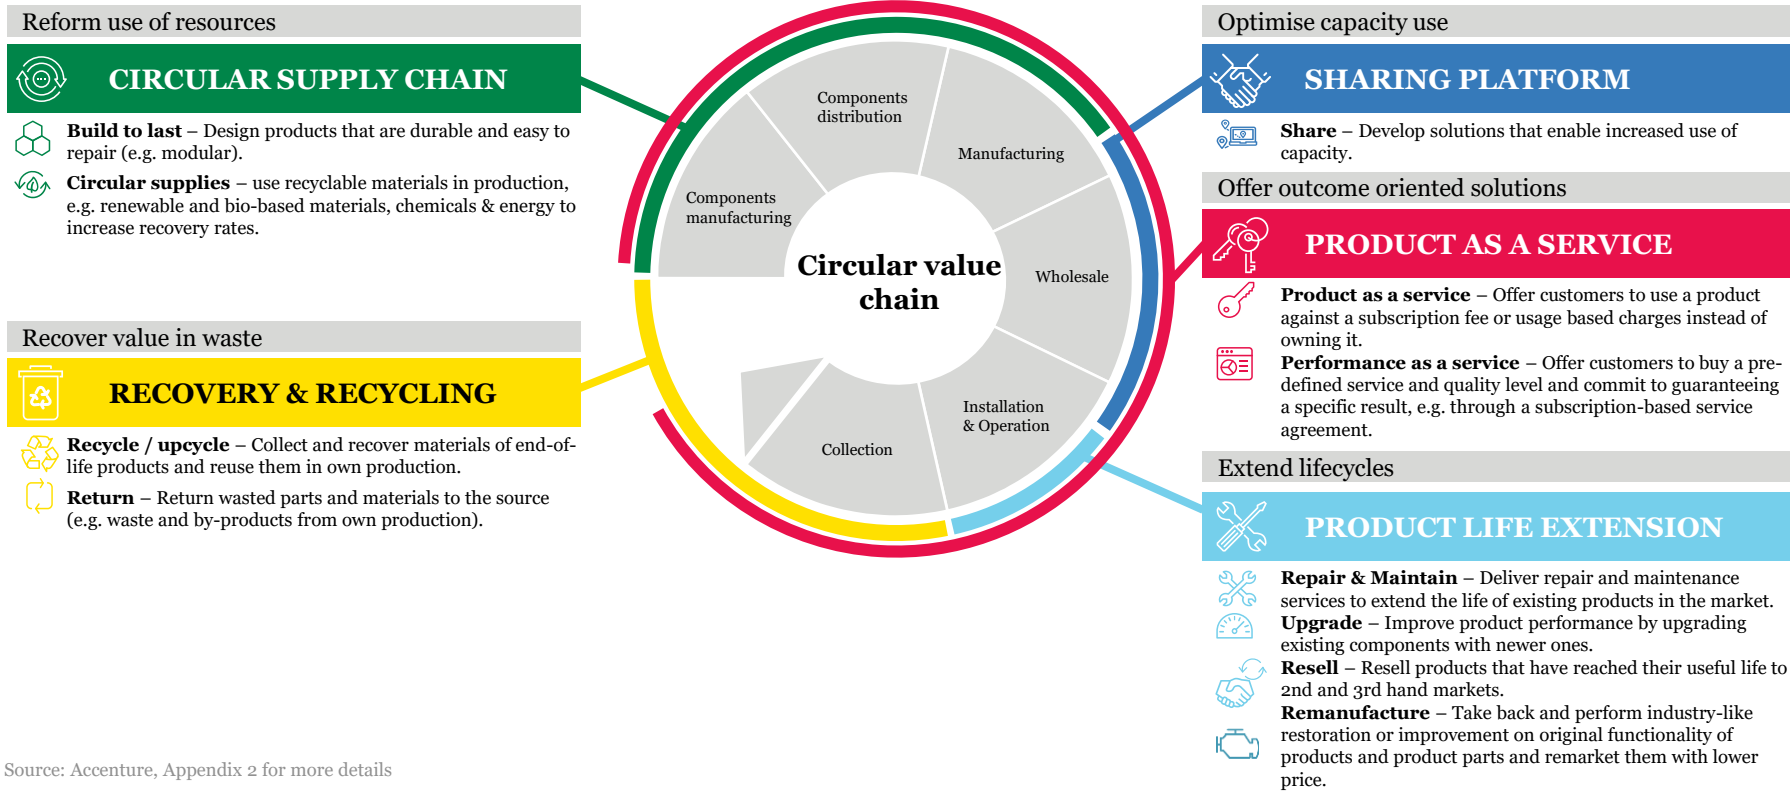 Reform use of resources
CIRCULAR SUPPLY CHAIN
Build to last – Design products that are durable and easy to
repair (e.g. modular).
Circular supplies – use recyclable materials in production,
e.g. renewable and bio-based materials, chemicals & energy to
increase recovery rates.
Recover value in waste
RECOVERY & RECYCLING
Recycle / upcycle – Collect and recover materials of end-of-
life products and reuse them in own production.
Return – Return wasted parts and materials to the source
(e.g. waste and by-products from own production).
Components
distribution
Manufacturing
Components
manufacturing
Circular value
chain
Wholesale
Installation
& Operation
Collection
Optimise capacity use
SHARING PLATFORM
Share – Develop solutions that enable increased use of
capacity.
Offer outcome oriented solutions
PRODUCT AS A SERVICE
Product as a service – Offer customers to use a product
against a subscription fee or usage based charges instead of
owning it.
Performance as a service – Offer customers to buy a pre-
defined service and quality level and commit to guaranteeing
a specific result, e.g. through a subscription-based service
agreement.
Extend lifecycles
PRODUCT LIFE EXTENSION
Repair & Maintain – Deliver repair and maintenance
services to extend the life of existing products in the market.
Upgrade – Improve product performance by upgrading
existing components with newer ones.
Resell – Resell products that have reached their useful life to
2nd and 3rd hand markets.
Remanufacture – Take back and perform industry-like
restoration or improvement on original functionality of
products and product parts and remarket them with lower
price.
Source: Accenture, Appendix 2 for more details